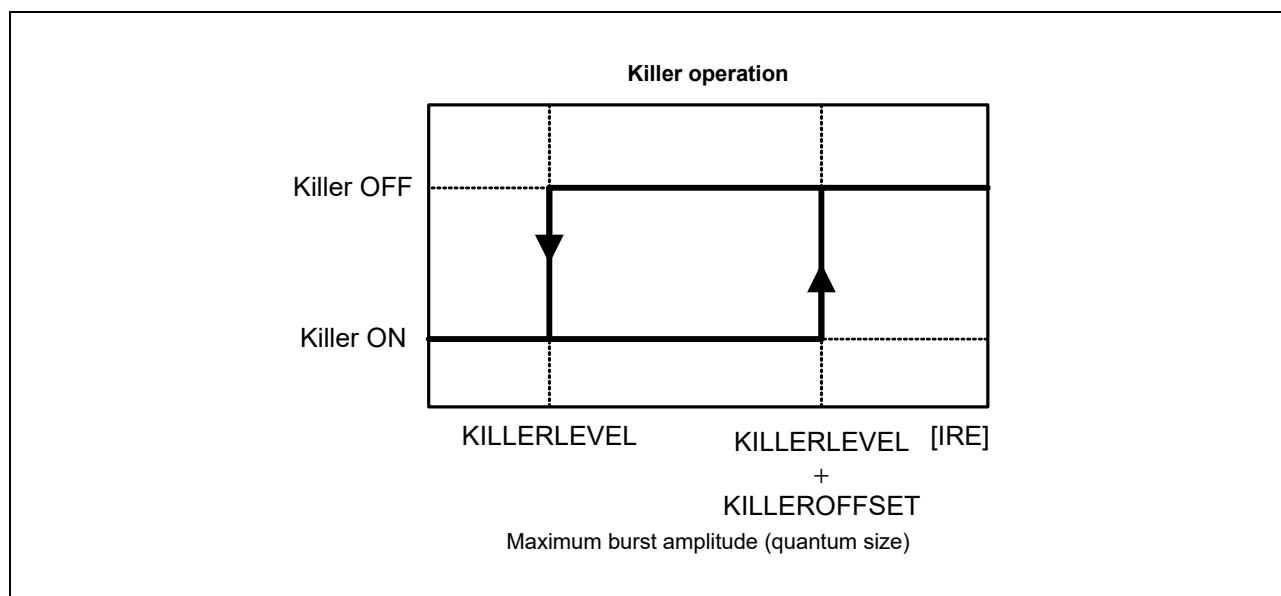 Killer operation
Killer OFF
Killer ON
KILLERLEVEL
KILLERLEVEL
+
KILLEROFFSET
[IRE]
Maximum burst amplitude (quantum size)